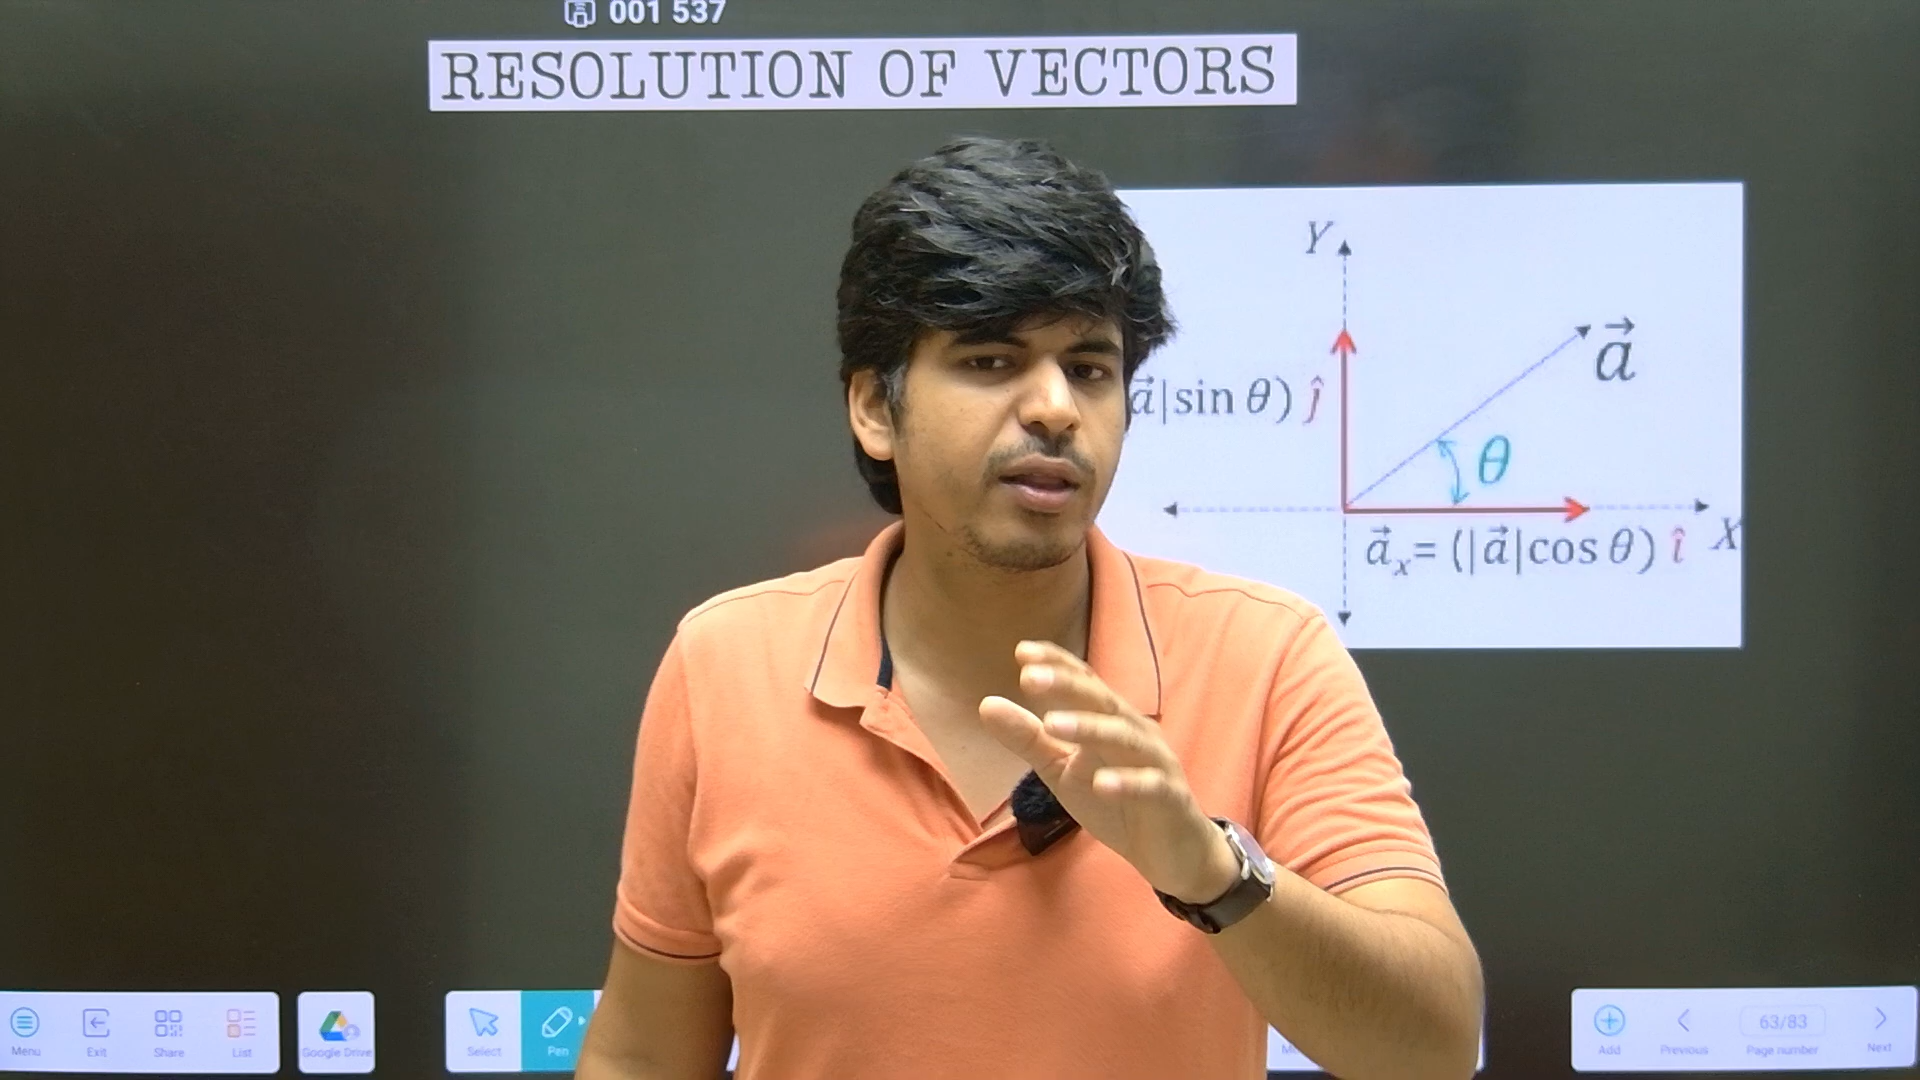 001 537
RESOLUTION OF VECTORS
Y
a⃗
a⃗|sin θ) ĵ
θ
a⃗ₓ= (|a⃗|cos θ) î X
Menu Exit Share List Google Drive Select Pen Add Previous 63/83 Page number Next